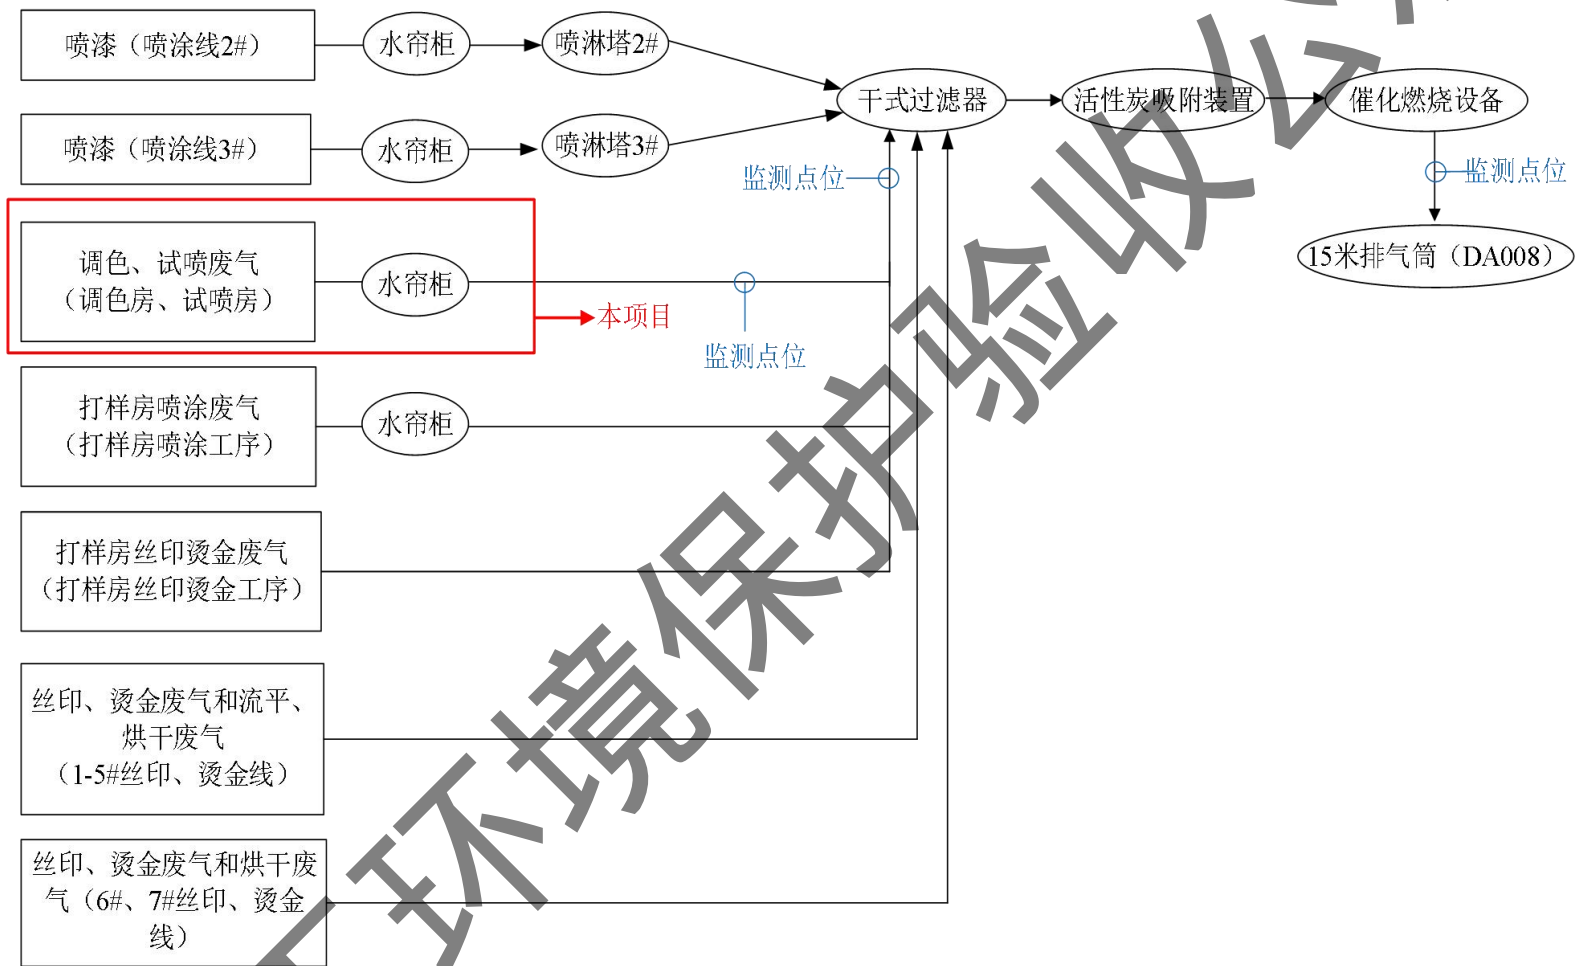 喷漆（喷涂线2#）
水帘柜
喷淋塔2#
干式过滤器
活性炭吸附装置
催化燃烧设备
喷漆（喷涂线3#）
水帘柜
喷淋塔3#
监测点位
监测点位
15米排气筒（DA008）
调色、试喷废气
（调色房、试喷房）
水帘柜
本项目
监测点位
打样房喷涂废气
（打样房喷涂工序）
水帘柜
打样房丝印烫金废气
（打样房丝印烫金工序）
丝印、烫金废气和流平、
烘干废气
（1-5#丝印、烫金线）
丝印、烫金废气和烘干废
气（6#、7#丝印、烫金
线）
环境保护验收公